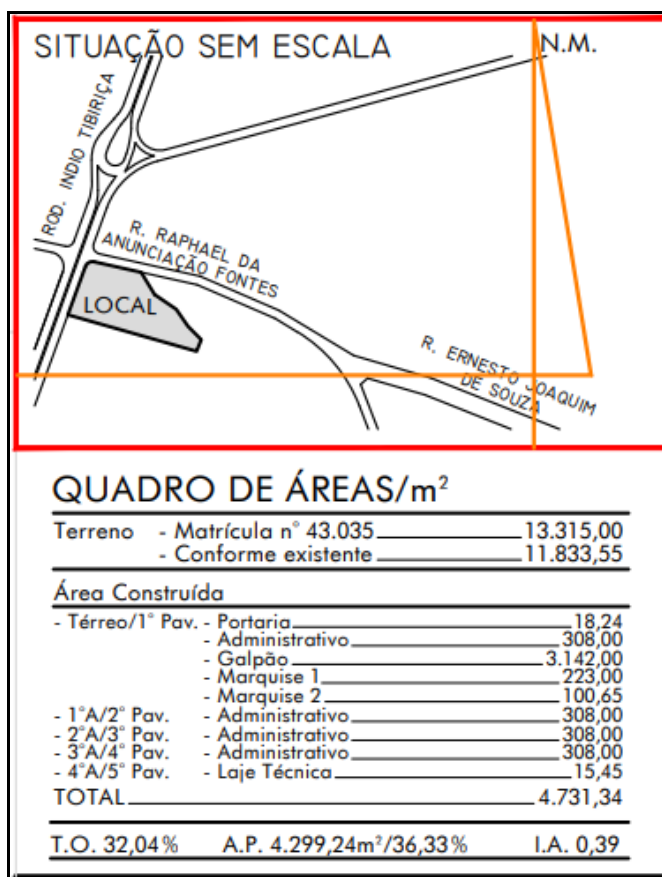 SITUAÇÃO SEM ESCALA
N.M.
ROD. INDIO TIBIRIÇA
R. RAPHAEL DA
ANUNCIAÇÃO FONTES
LOCAL
R. ERNESTO JOAQUIM
DE SOUZA
QUADRO DE ÁREAS/m²
Terreno - Matrícula n° 43.035 13.315,00
- Conforme existente 11.833,55
Área Construída
- Térreo/1° Pav. - Portaria 18,24
- Administrativo 308,00
- Galpão 3.142,00
- Marquise 1 223,00
- Marquise 2 100,65
- 1°A/2° Pav. - Administrativo 308,00
- 2°A/3° Pav. - Administrativo 308,00
- 3°A/4° Pav. - Administrativo 308,00
- 4°A/5° Pav. - Laje Técnica 15,45
TOTAL 4.731,34
T.O. 32,04% A.P. 4.299,24m²/36,33% I.A. 0,39